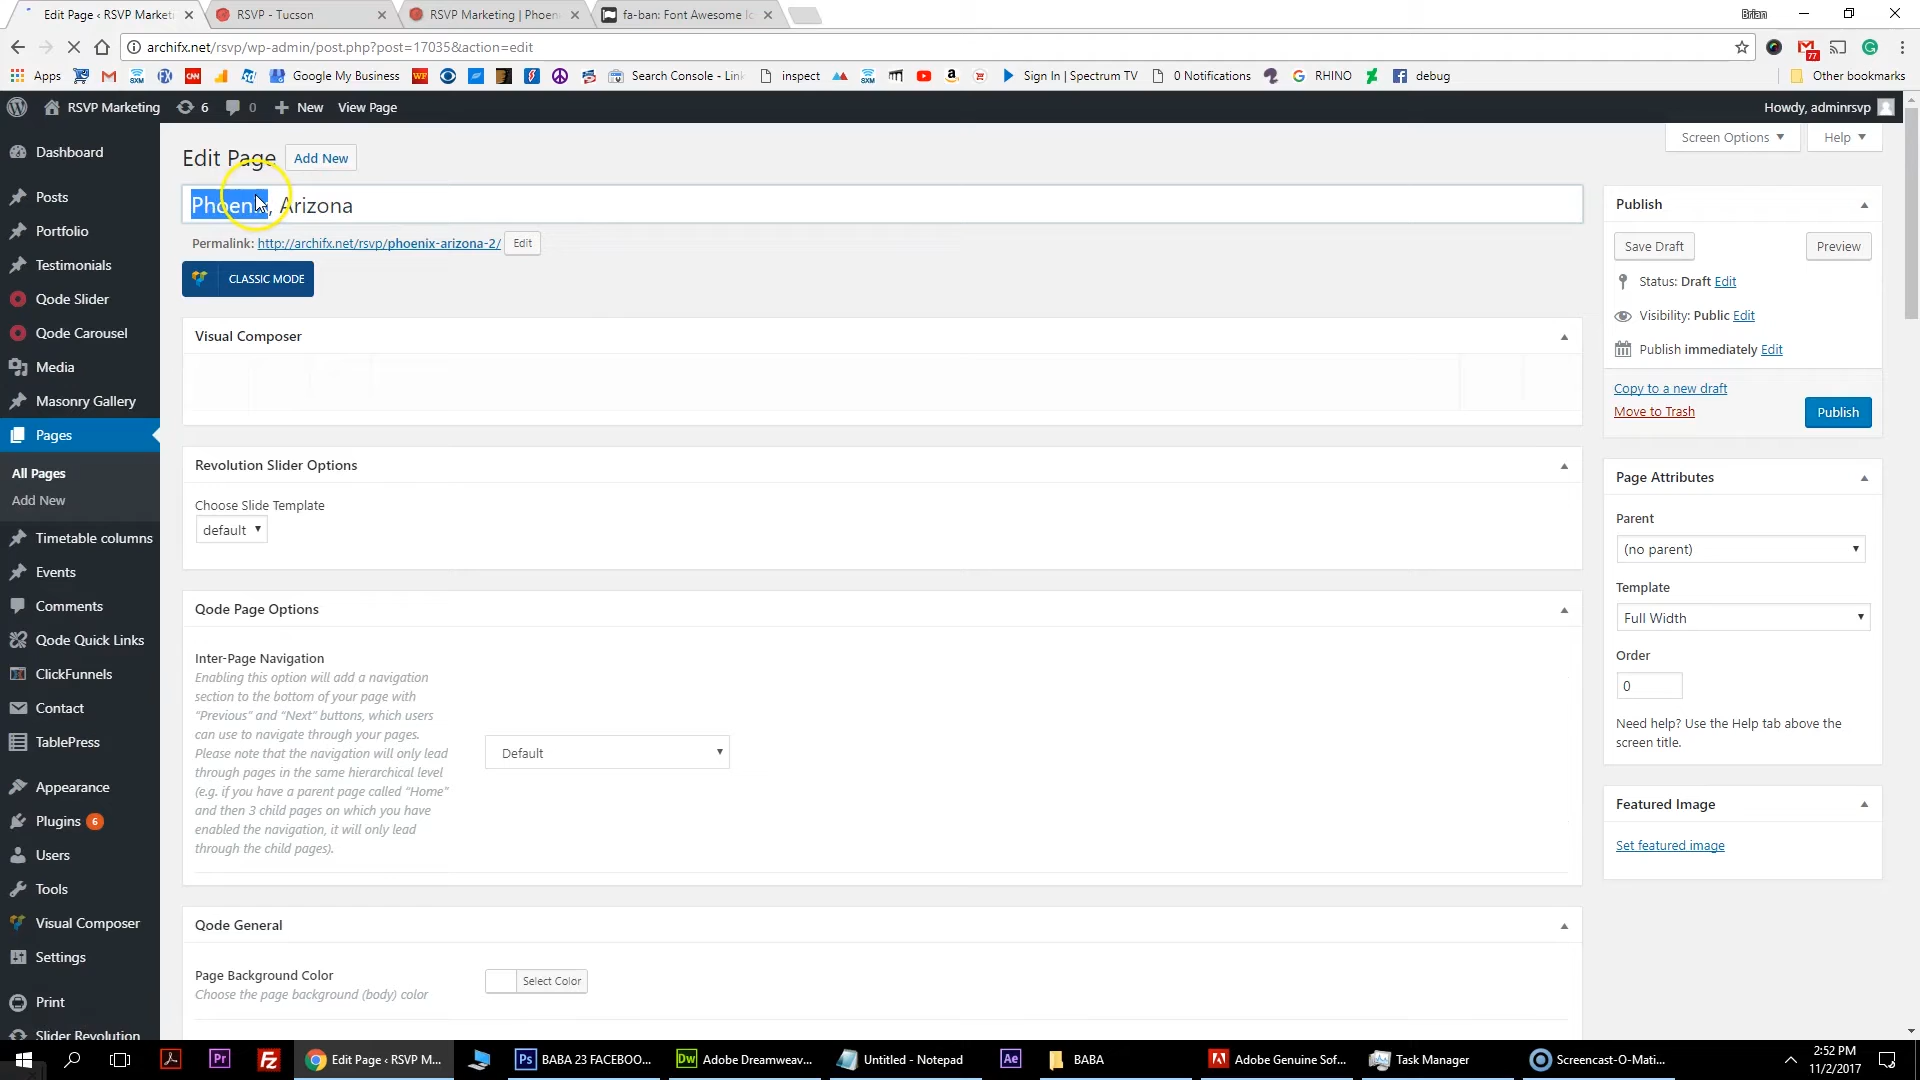 Edit Page ‹ RSVP Marketi
RSVP - Tucson
RSVP Marketing | Phoen
fa-ban: Font Awesome Ic
Brian
archifx.net/rsvp/wp-admin/post.php?post=17035&action=edit
77
Apps
SXM
FX
CNN
Google My Business
WF
Search Console - Link
inspect
SXM
Sign In | Spectrum TV
0 Notifications
RHINO
debug
Other bookmarks
RSVP Marketing
6
0
New
View Page
Howdy, adminrsvp
Screen Options
Help
Dashboard
Posts
Portfolio
Testimonials
Qode Slider
Qode Carousel
Media
Masonry Gallery
Pages
All Pages
Add New
Timetable columns
Events
Comments
Qode Quick Links
ClickFunnels
Contact
TablePress
Appearance
Plugins 6
Users
Tools
Visual Composer
Settings
Print
Slider Revolution
Edit Page
Add New
Phoenix, Arizona
Permalink: http://archifx.net/rsvp/phoenix-arizona-2/ Edit
CLASSIC MODE
Visual Composer
Revolution Slider Options
Choose Slide Template
default
Qode Page Options
Inter-Page Navigation
Enabling this option will add a navigation
section to the bottom of your page with
"Previous" and "Next" buttons, which users
can use to navigate through your pages.
Please note that the navigation will only lead
through pages in the same hierarchical level
(e.g. if you have a parent page called "Home"
and then 3 child pages on which you have
enabled the navigation, it will only lead
through the child pages).
Default
Qode General
Page Background Color
Choose the page background (body) color
Select Color
Publish
Save Draft
Preview
Status: Draft Edit
Visibility: Public Edit
Publish immediately Edit
Copy to a new draft
Move to Trash
Publish
Page Attributes
Parent
(no parent)
Template
Full Width
Order
0
Need help? Use the Help tab above the
screen title.
Featured Image
Set featured image
Pr
Fz
Edit Page ‹ RSVP M...
Ps
BABA 23 FACEBOO...
Dw
Adobe Dreamweav...
Untitled - Notepad
Ae
BABA
Adobe Genuine Sof...
Task Manager
Screencast-O-Mati...
2:52 PM
11/2/2017